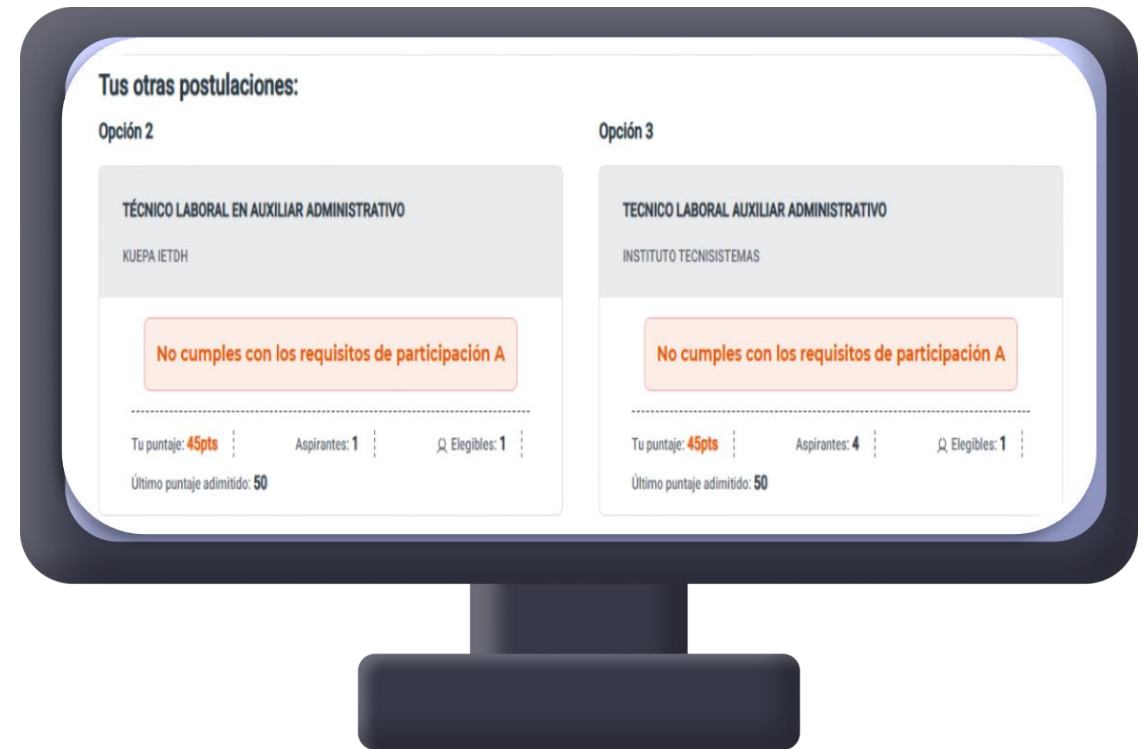 Tus otras postulaciones:
Opción 2
TÉCNICO LABORAL EN AUXILIAR ADMINISTRATIVO
KUEPA IETDH
No cumples con los requisitos de participación A
Tu puntaje: 45pts
Aspirantes: 1
Elegibles: 1
Último puntaje adimitido: 50
Opción 3
TECNICO LABORAL AUXILIAR ADMINISTRATIVO
INSTITUTO TECNISISTEMAS
No cumples con los requisitos de participación A
Tu puntaje: 45pts
Aspirantes: 4
Elegibles: 1
Último puntaje adimitido: 50